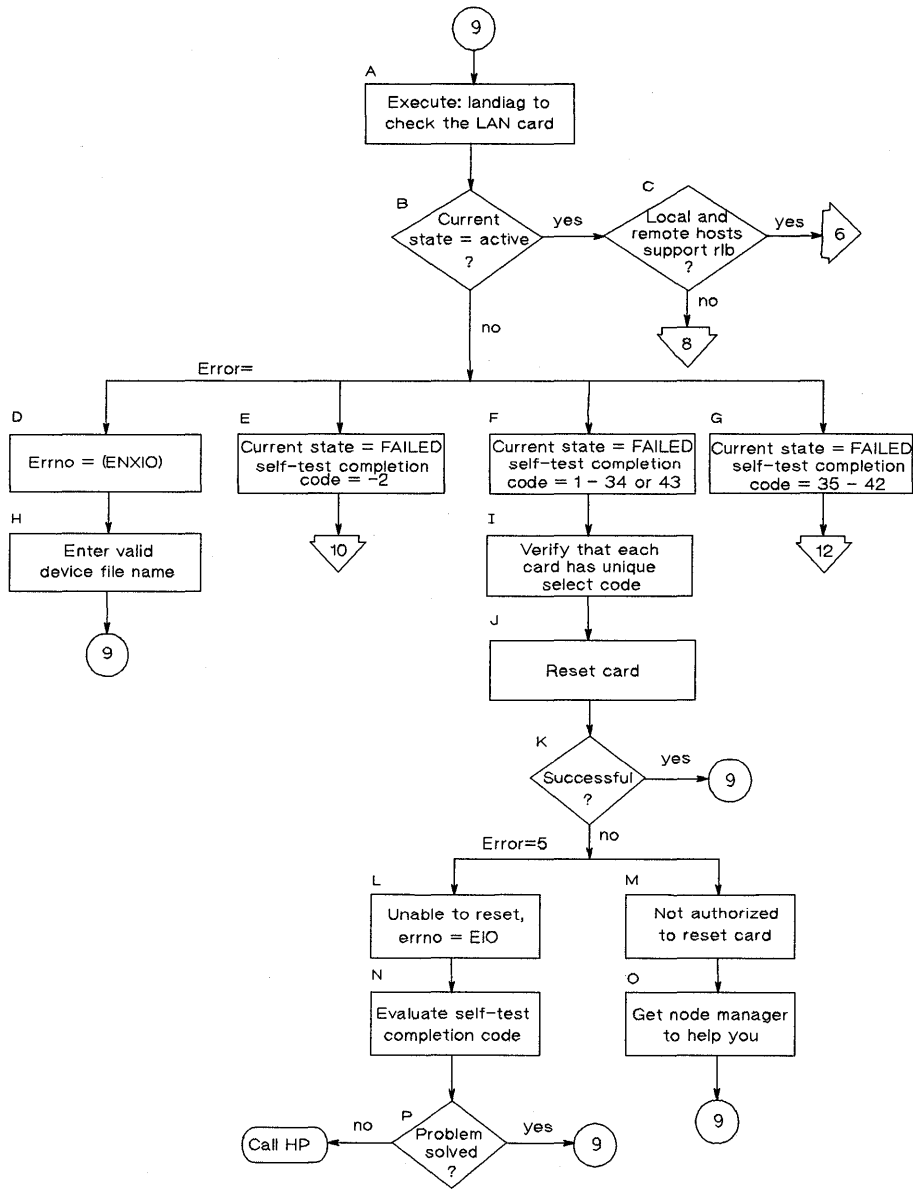 9
A
Execute: landiag to
check the LAN card
B
Current
state = active
?
yes
C
Local and
remote hosts
support rlb
?
yes
6
no
8
no
Error=
D
Errno = (ENXIO)
E
Current state = FAILED
self-test completion
code = -2
F
Current state = FAILED
self-test completion
code = 1 - 34 or 43
G
Current state = FAILED
self-test completion
code = 35 - 42
H
Enter valid
device file name
9
10
I
Verify that each
card has unique
select code
12
J
Reset card
K
Successful
?
yes
9
no
Error=5
L
Unable to reset,
errno = EIO
M
Not authorized
to reset card
N
Evaluate self-test
completion code
O
Get node manager
to help you
9
P
Problem
solved
?
no
Call HP
yes
9